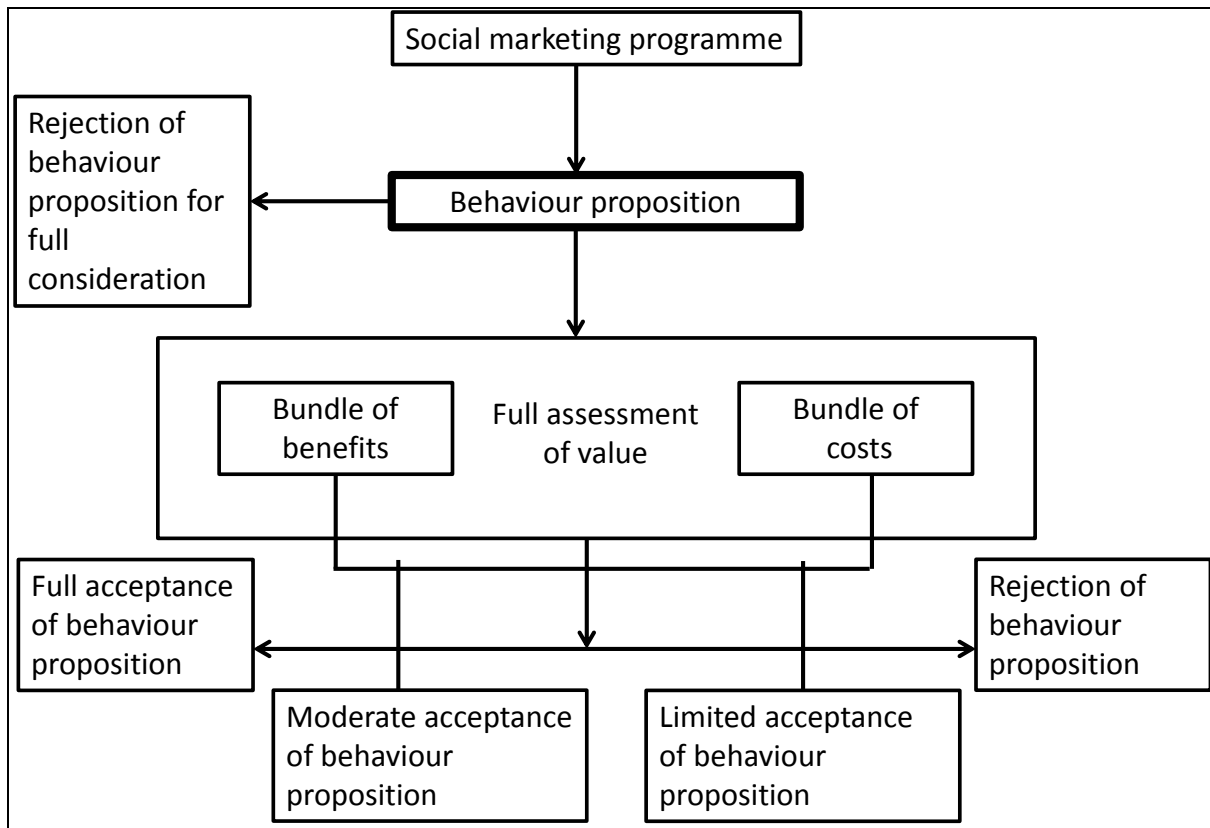 Social marketing programme
Rejection of
behaviour
proposition for
full
consideration
Behaviour proposition
Bundle of
benefits
Full assessment
of value
Bundle of
costs
Full acceptance
of behaviour
proposition
Rejection of
behaviour
proposition
Moderate acceptance
of behaviour
proposition
Limited acceptance
of behaviour
proposition